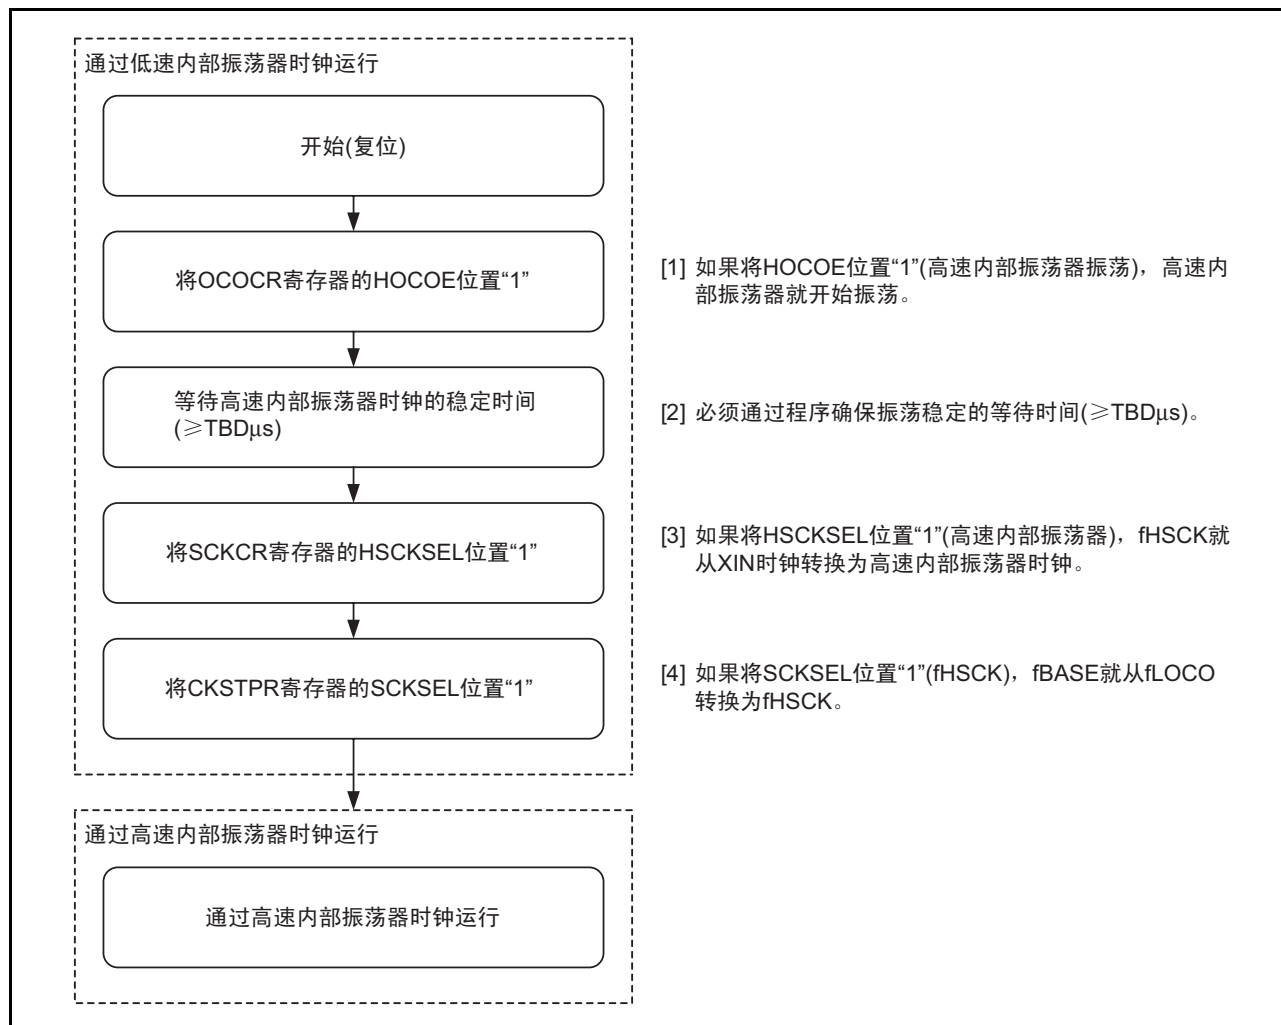 通过低速内部振荡器时钟运行
开始(复位)
将OCOCR寄存器的HOCOE位置“1”
[1] 如果将HOCOE位置“1”(高速内部振荡器振荡)，高速内
部振荡器就开始振荡。
等待高速内部振荡器时钟的稳定时间
(≥TBDμs)
[2] 必须通过程序确保振荡稳定的等待时间(≥TBDμs)。
将SCKCR寄存器的HSCKSEL位置“1”
[3] 如果将HSCKSEL位置“1”(高速内部振荡器)，fHSCK就
从XIN时钟转换为高速内部振荡器时钟。
将CKSTPR寄存器的SCKSEL位置“1”
[4] 如果将SCKSEL位置“1”(fHSCK)，fBASE就从fLOCO
转换为fHSCK。
通过高速内部振荡器时钟运行
通过高速内部振荡器时钟运行